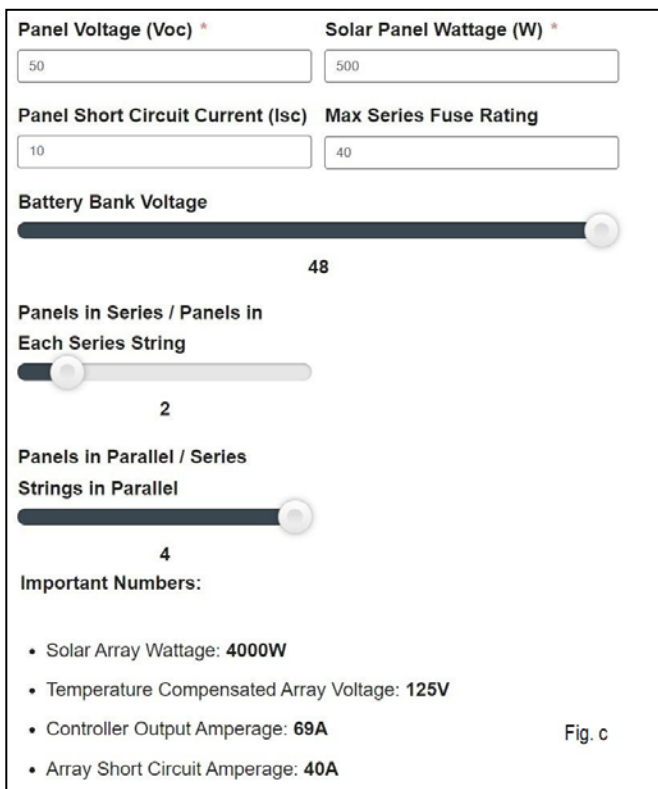 Panel Voltage (Voc) * Solar Panel Wattage (W) *
50 500
Panel Short Circuit Current (Isc) Max Series Fuse Rating
10 40
Battery Bank Voltage
48
Panels in Series / Panels in
Each Series String
2
Panels in Parallel / Series
Strings in Parallel
4
Important Numbers:
• Solar Array Wattage: 4000W
• Temperature Compensated Array Voltage: 125V
• Controller Output Amperage: 69A
Fig. c
• Array Short Circuit Amperage: 40A